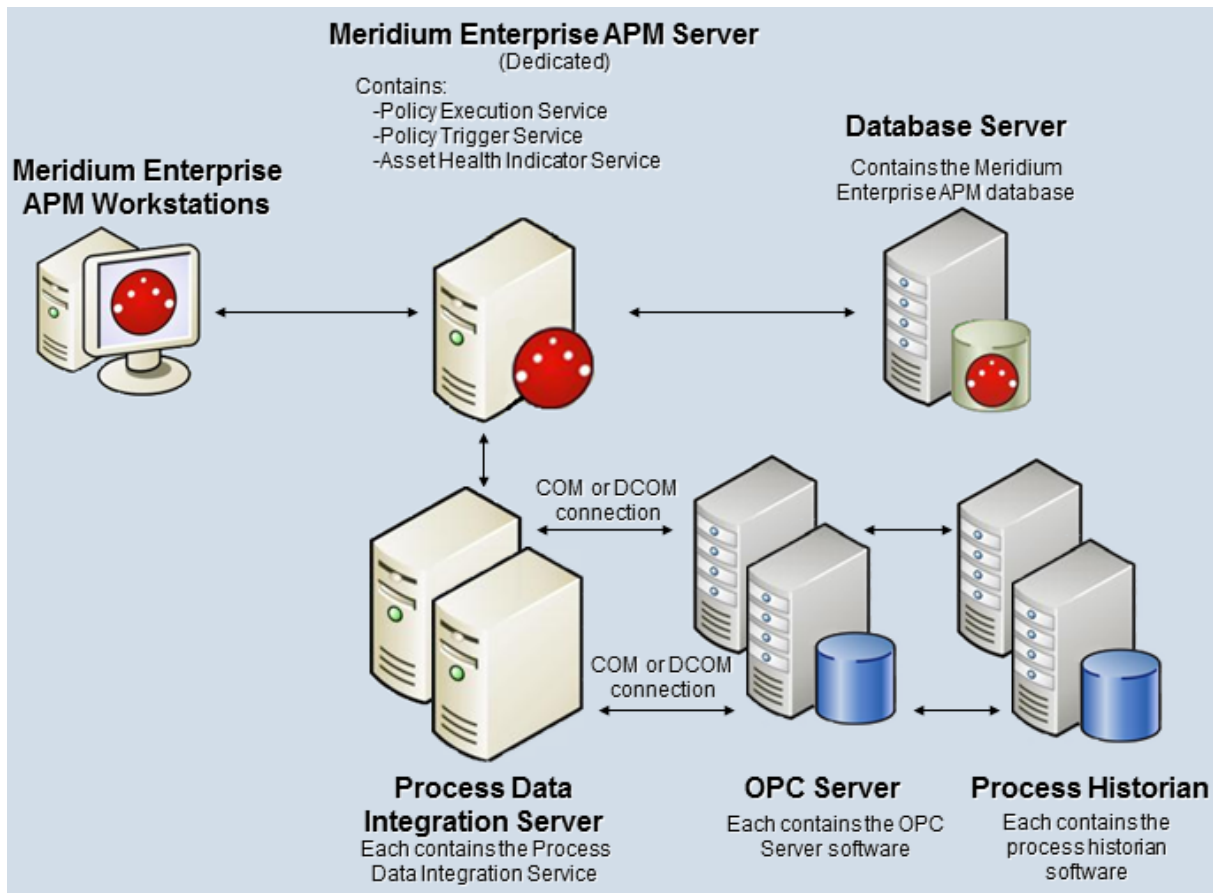 Meridium Enterprise APM Server
(Dedicated)
Contains:
-Policy Execution Service
-Policy Trigger Service
-Asset Health Indicator Service
Database Server
Contains the Meridium
Enterprise APM database
Meridium Enterprise
APM Workstations
COM or DCOM
connection
COM or DCOM
connection
Process Data
Integration Server
Each contains the Process
Data Integration Service
OPC Server
Each contains the OPC
Server software
Process Historian
Each contains the
process historian
software